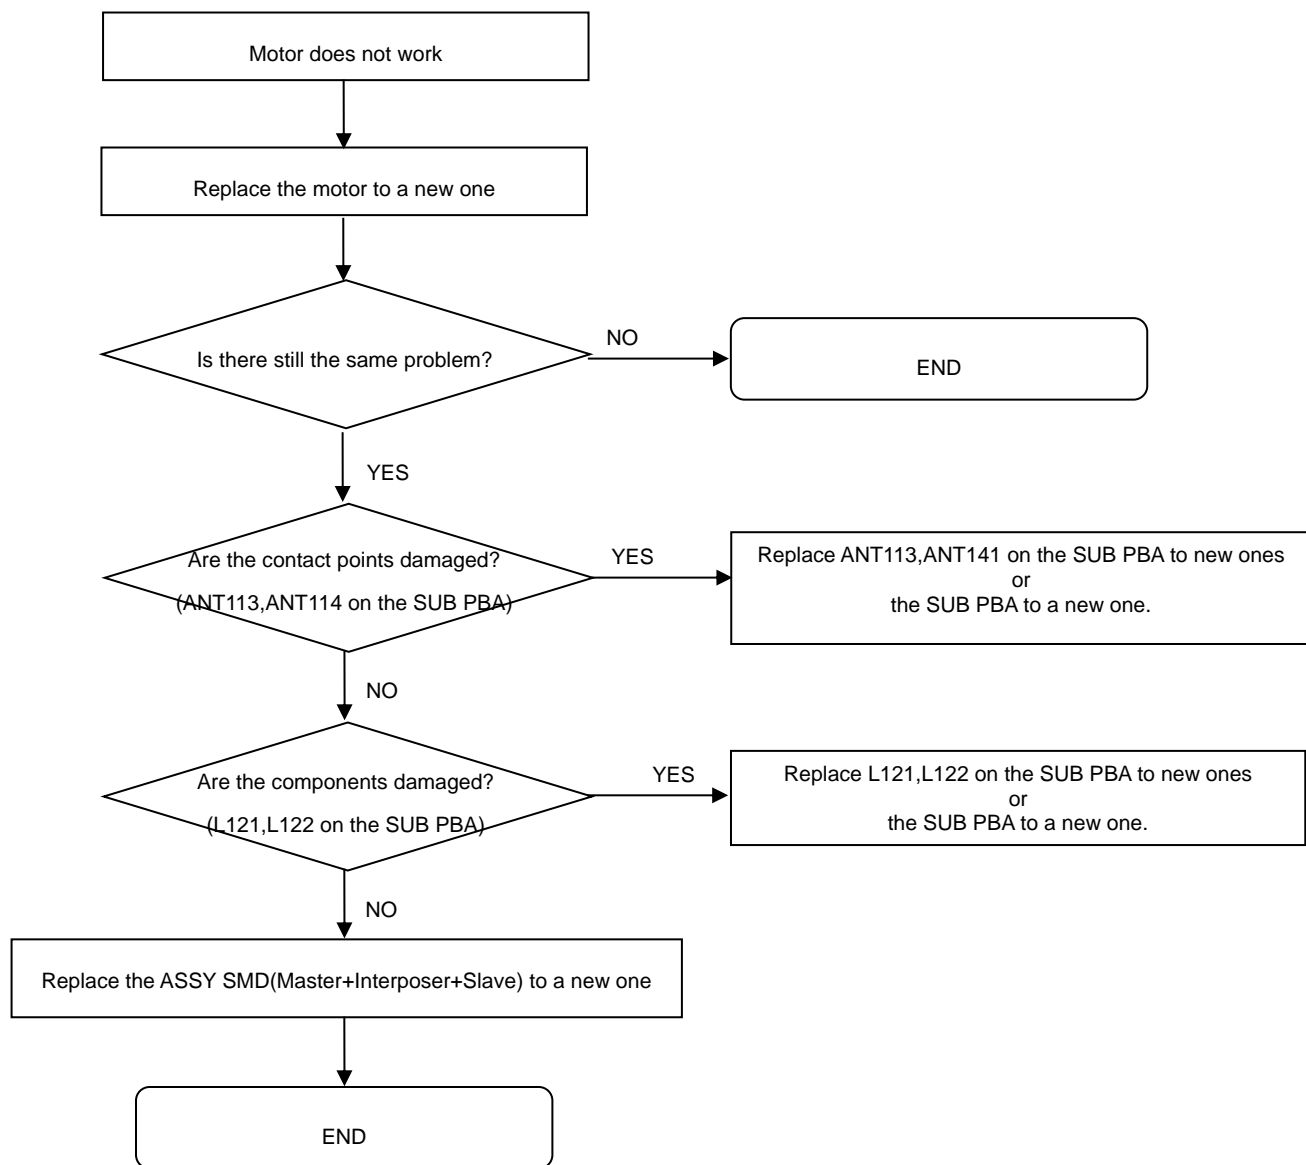 Motor does not work
Replace the motor to a new one
Is there still the same problem?
NO
END
YES
Are the contact points damaged?
(ANT113,ANT114 on the SUB PBA)
YES
Replace ANT113,ANT141 on the SUB PBA to new ones
or
the SUB PBA to a new one.
NO
Are the components damaged?
(L121,L122 on the SUB PBA)
YES
Replace L121,L122 on the SUB PBA to new ones
or
the SUB PBA to a new one.
NO
Replace the ASSY SMD(Master+Interposer+Slave) to a new one
END